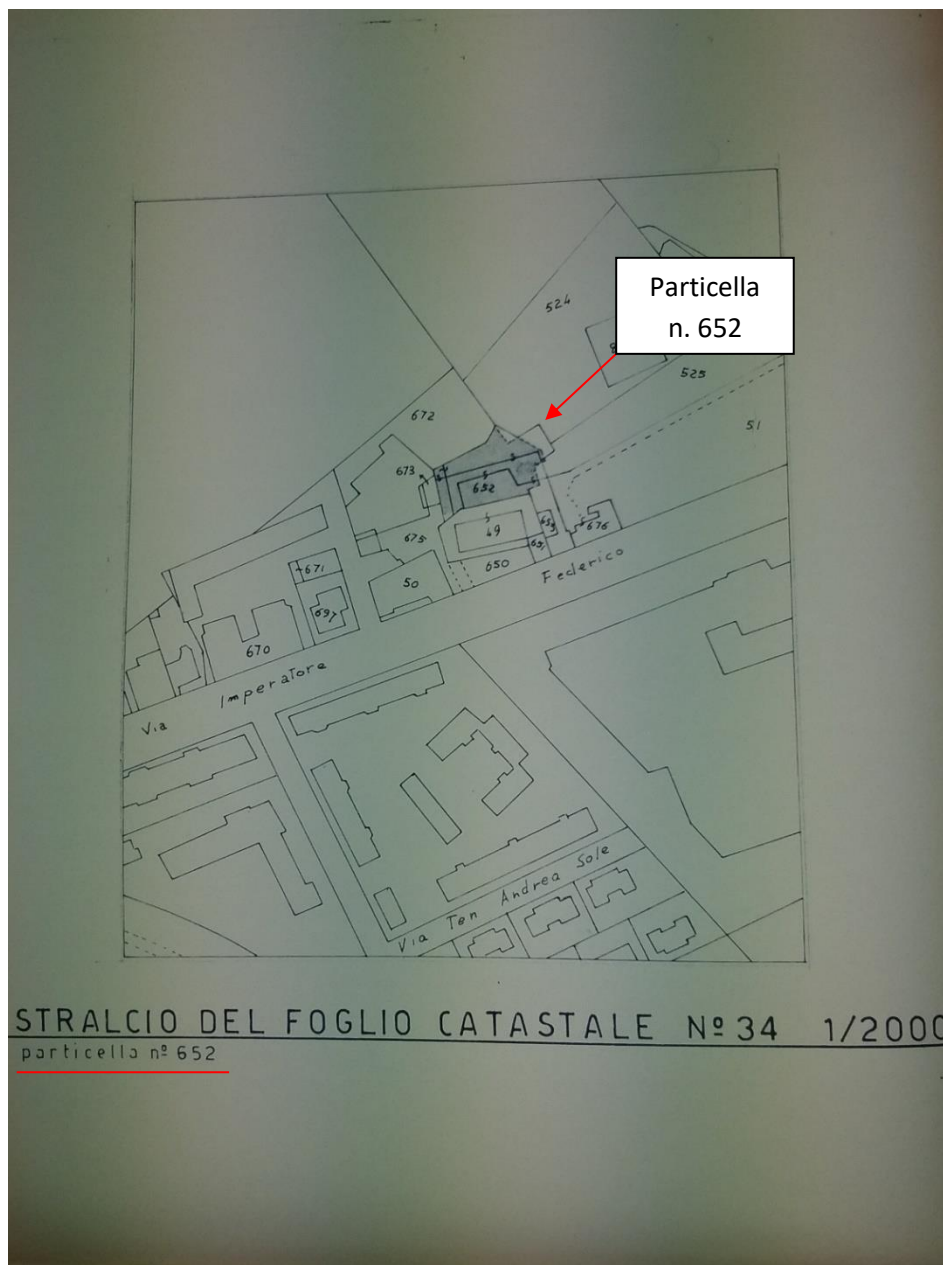 Particella
n. 652
524
525
51
672
673
652
49
675
650
676
50
671
697
670
Via Imperatore Federico
Via Ten Andrea Sole
STRALCIO DEL FOGLIO CATASTALE Nº 34 1/2000
particella nº 652